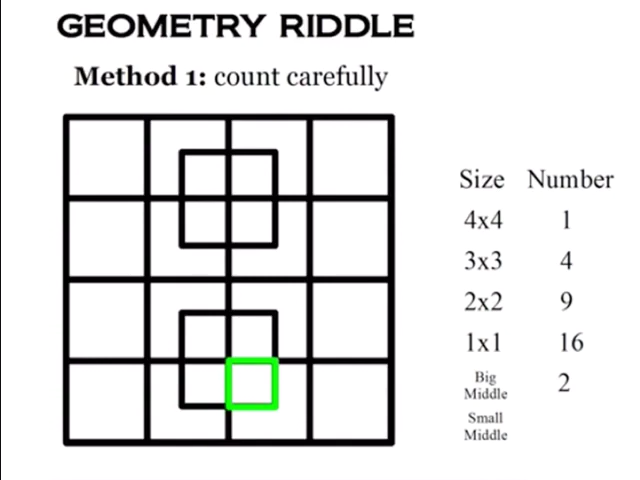 GEOMETRY RIDDLE
Method 1: count carefully
Size Number
4x4 1
3x3 4
2x2 9
1x1 16
Big
Middle 2
Small
Middle